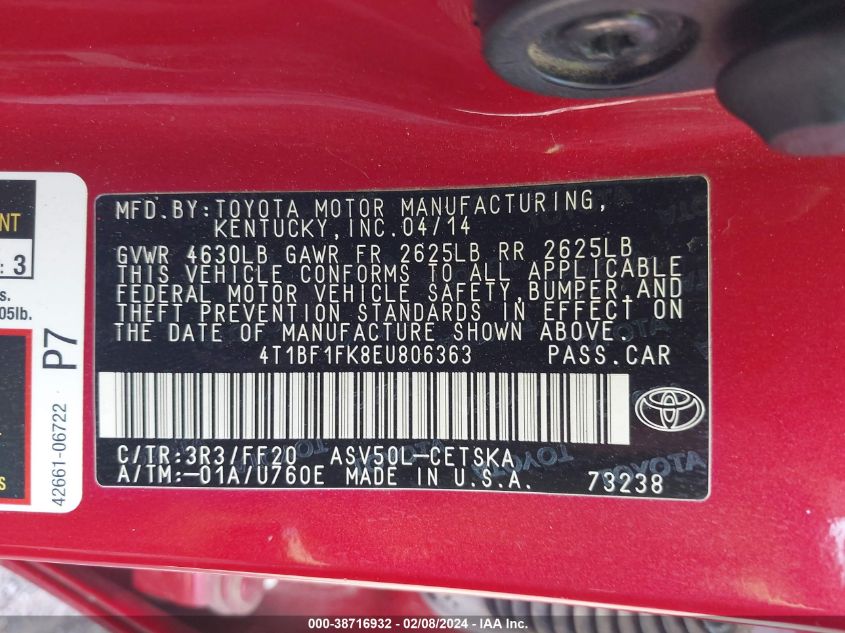 ENT
: 3
s.
05lb.
S
42661-06722 P7
MFD. BY: TOYOTA MOTOR MANUFACTURING,
KENTUCKY, INC. 04/14
GVWR 4630LB GAWR FR 2625LB RR 2625LB
THIS VEHICLE CONFORMS TO ALL APPLICABLE
FEDERAL MOTOR VEHICLE SAFETY, BUMPER, AND
THEFT PREVENTION STANDARDS IN EFFECT ON
THE DATE OF MANUFACTURE SHOWN ABOVE.
4T1BF1FK8EU806363 PASS. CAR
C/TR:3R3/FF20 ASV50L-CETSKA
A/TM:-01A/U760E MADE IN U.S.A. 73238
000-38716932 - 02/08/2024 - IAA Inc.